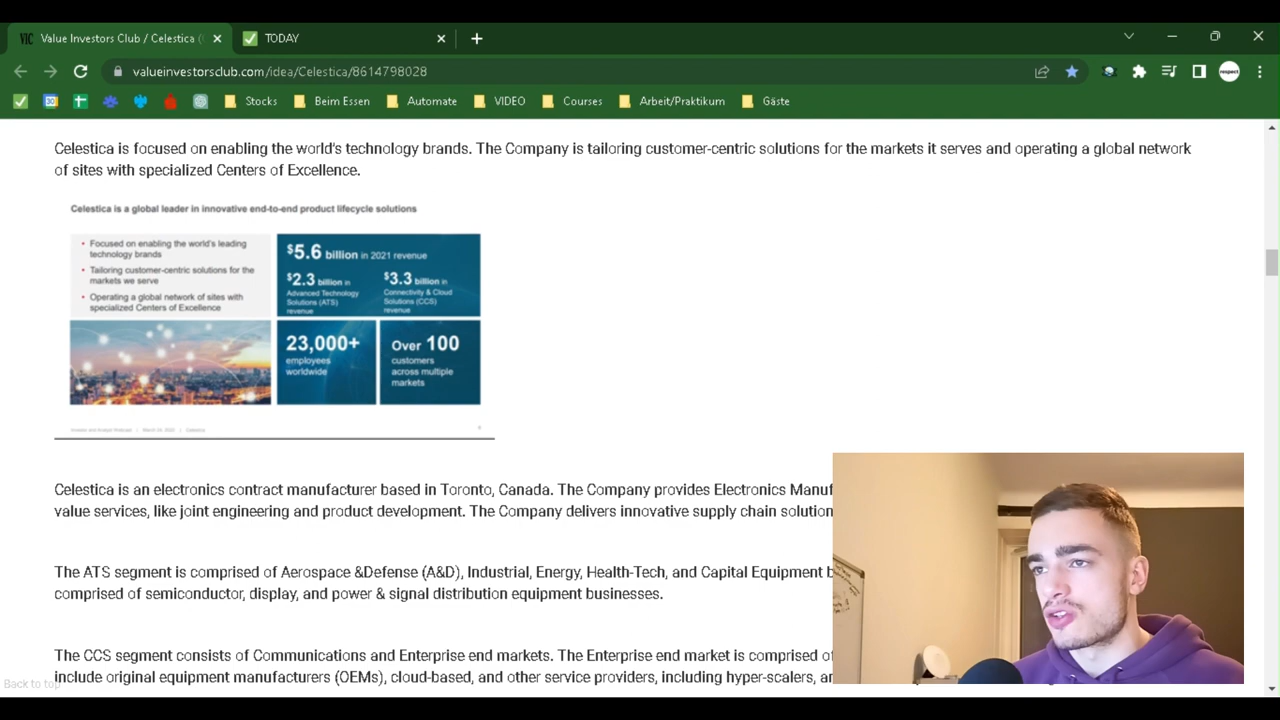 VIC Value Investors Club / Celestica (
TODAY
valueinvestorsclub.com/idea/Celestica/8614798028
respect
30 Stocks Beim Essen Automate VIDEO Courses Arbeit/Praktikum Gäste
Celestica is focused on enabling the world's technology brands. The Company is tailoring customer-centric solutions for the markets it serves and operating a global network
of sites with specialized Centers of Excellence.
Celestica is a global leader in innovative end-to-end product lifecycle solutions
• Focused on enabling the world's leading
technology brands
• Tailoring customer-centric solutions for the
markets we serve
• Operating a global network of sites with
specialized Centers of Excellence
$5.6 billion in 2021 revenue
$2.3 billion in
Advanced Technology
Solutions (ATS)
revenue
$3.3 billion in
Connectivity & Cloud
Solutions (CCS)
revenue
23,000+
employees
worldwide
Over 100
customers
across multiple
markets
Celestica is an electronics contract manufacturer based in Toronto, Canada. The Company provides Electronics Manuf
value services, like joint engineering and product development. The Company delivers innovative supply chain solution
The ATS segment is comprised of Aerospace &Defense (A&D), Industrial, Energy, Health-Tech, and Capital Equipment b
comprised of semiconductor, display, and power & signal distribution equipment businesses.
The CCS segment consists of Communications and Enterprise end markets. The Enterprise end market is comprised of
include original equipment manufacturers (OEMs), cloud-based, and other service providers, including hyper-scalers, ar
Back to top